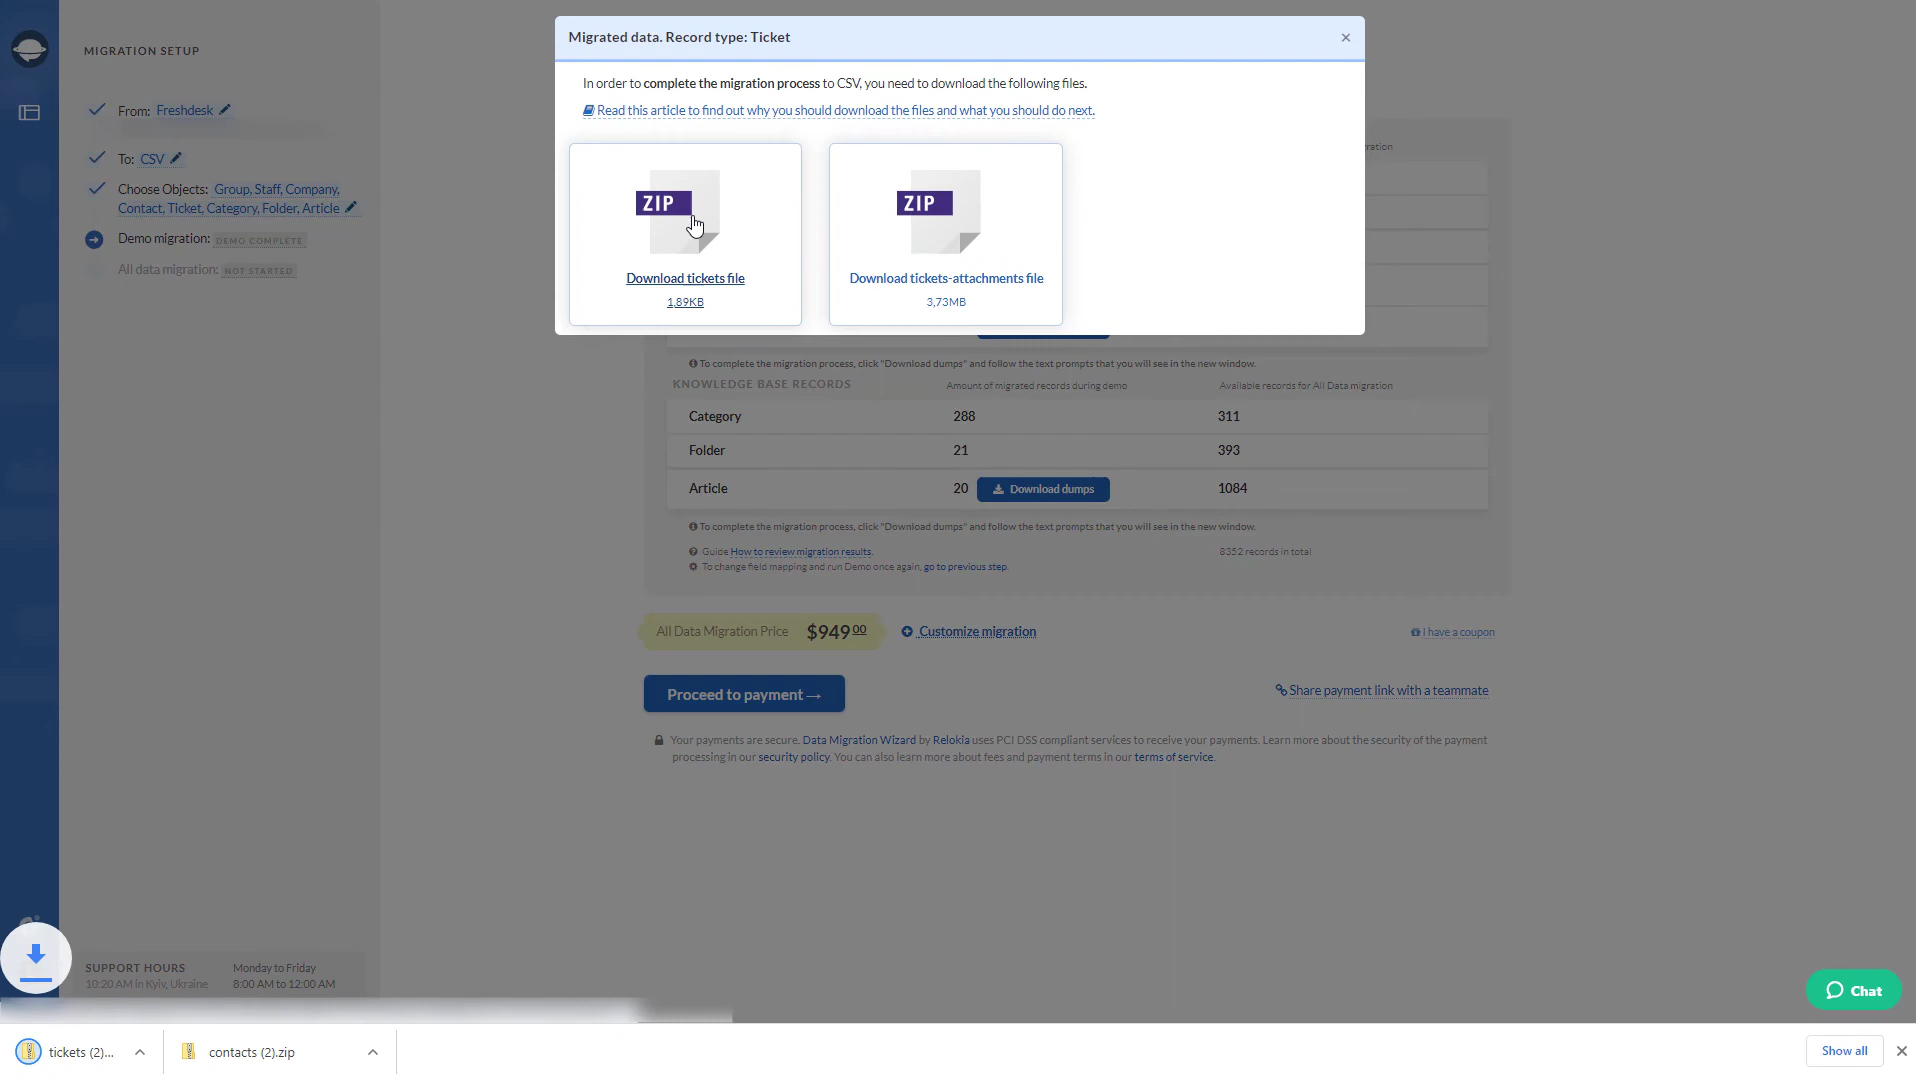 MIGRATION SETUP
From: Freshdesk
To: CSV
Choose Objects: Group, Staff, Company,
Contact, Ticket, Category, Folder, Article
Demo migration: DEMO COMPLETE
All data migration: NOT STARTED
SUPPORT HOURS
10:20 AM in Kyiv, Ukraine
Monday to Friday
8:00 AM to 12:00 AM
Migrated data. Record type: Ticket
×
In order to complete the migration process to CSV, you need to download the following files.
Read this article to find out why you should download the files and what you should do next.
ZIP
Download tickets file
1,89KB
ZIP
Download tickets-attachments file
3,73MB
ration
To complete the migration process, click "Download dumps" and follow the text prompts that you will see in the new window.
KNOWLEDGE BASE RECORDS Amount of migrated records during demo Available records for All Data migration
Category 288 311
Folder 21 393
Article 20 Download dumps 1084
To complete the migration process, click "Download dumps" and follow the text prompts that you will see in the new window.
Guide How to review migration results. 8352 records in total
To change field mapping and run Demo once again, go to previous step.
All Data Migration Price $949 00 Customize migration I have a coupon
Proceed to payment → Share payment link with a teammate
Your payments are secure. Data Migration Wizard by Relokia uses PCI DSS compliant services to receive your payments. Learn more about the security of the payment
processing in our security policy. You can also learn more about fees and payment terms in our terms of service.
Chat
tickets (2)...
contacts (2).zip
Show all